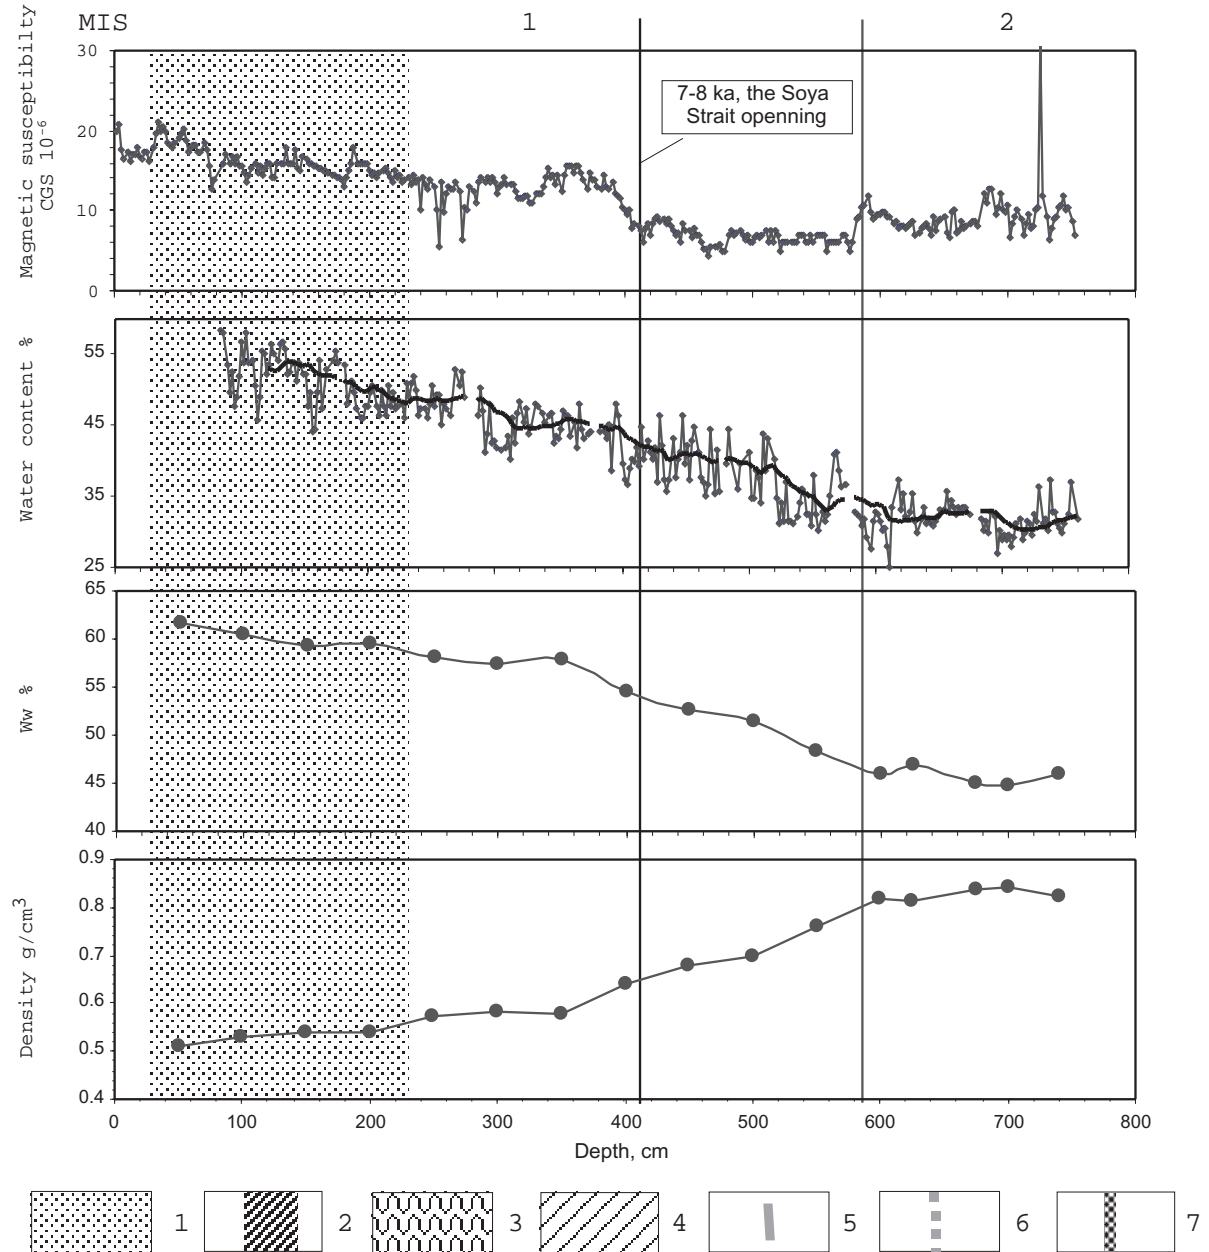 MIS 1 2
Magnetic susceptibilty
CGS 10-6
30
20
10
0
7-8 ka, the Soya
Strait openning
Water content %
55
45
35
25
Ww %
65
60
55
50
45
40
Density g/cm3
0.9
0.8
0.7
0.6
0.5
0.4
0 100 200 300 400 500 600 700 800
Depth, cm
1 2 3 4 5 6 7